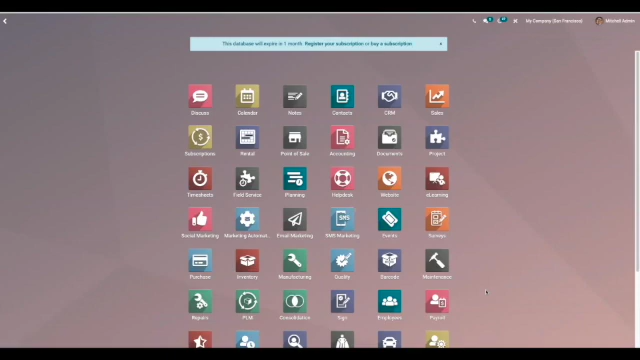 My Company (San Francisco) Mitchell Admin
This database will expire in 1 month. Register your subscription or buy a subscription ×
Discuss Calendar Notes Contacts CRM Sales
Subscriptions Rental Point of Sale Accounting Documents Project
Timesheets Field Service Planning Helpdesk Website eLearning
Social Marketing Marketing Automat... Email Marketing SMS Marketing Events Surveys
Purchase Inventory Manufacturing Quality Barcode Maintenance
Repairs PLM Consolidation Sign Employees Payroll